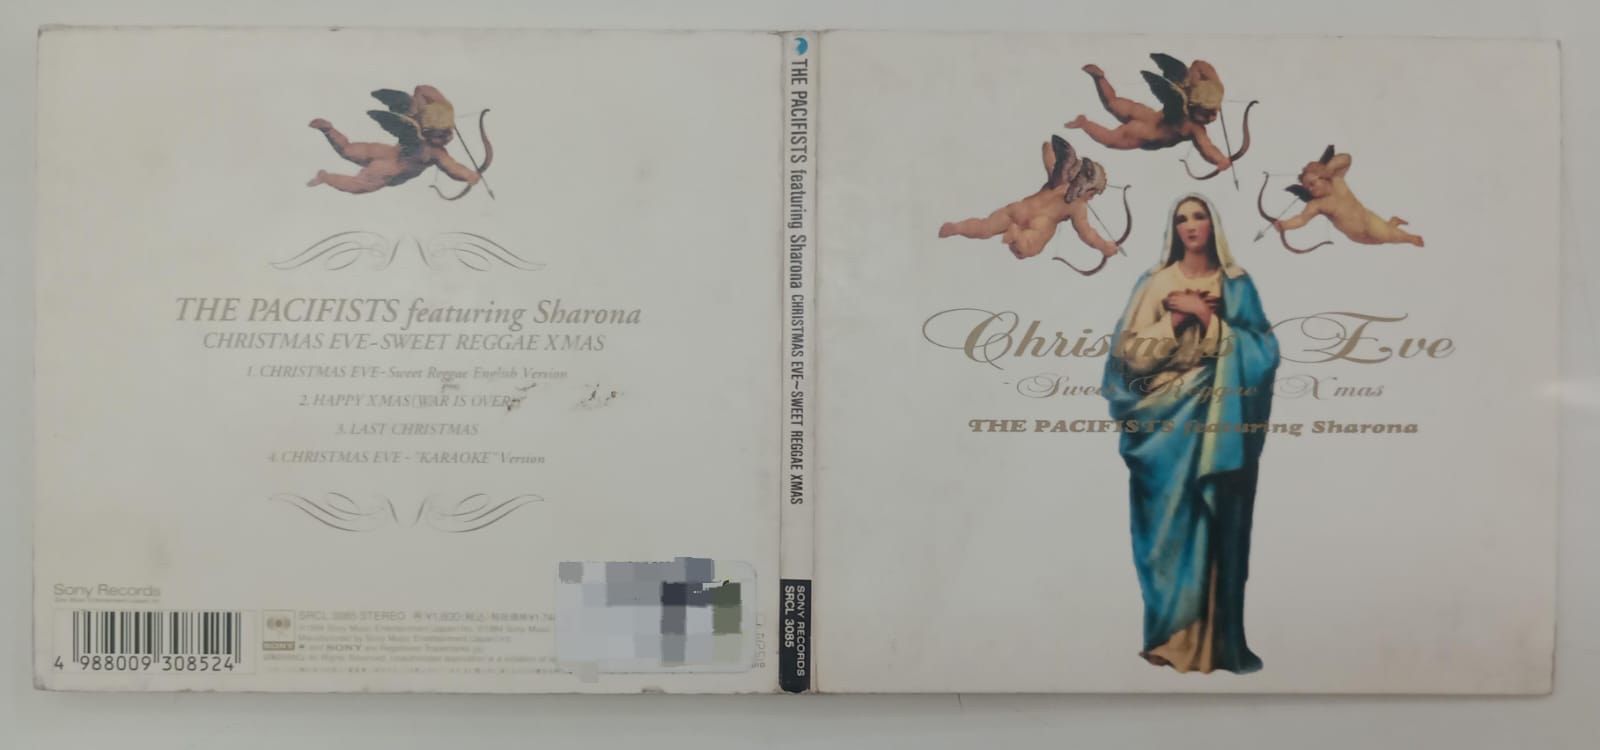 THE PACIFISTS featuring Sharona
CHRISTMAS EVE~SWEET REGGAE XMAS
1. CHRISTMAS EVE~Sweet Reggae English Version
2. HAPPY XMAS(WAR IS OVER)
3. LAST CHRISTMAS
4. CHRISTMAS EVE - "KARAOKE" Version
Sony Records
4 988009 308524
SRCL 3085 STEREO
SONY
THE PACIFISTS featuring Sharona CHRISTMAS EVE~SWEET REGGAE XMAS
SONY RECORDS
SRCL 3085
Christmas Eve
~Sweet Reggae Xmas
THE PACIFISTS featuring Sharona